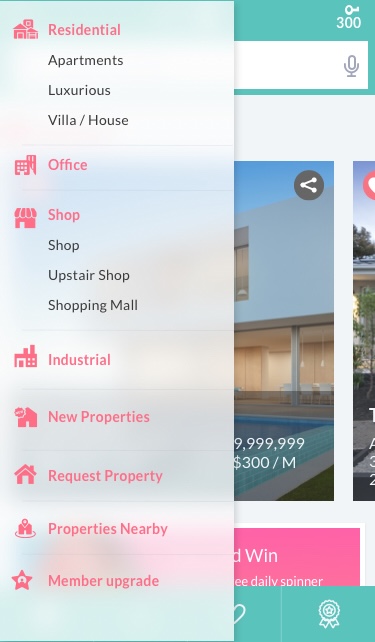 300
Residential
Apartments
Luxurious
Villa / House
Office
Shop
Shop
Upstair Shop
Shopping Mall
Industrial
New Properties
9,999,999
$300 / M
Request Property
Properties Nearby
d Win
ee daily spinner
Member upgrade